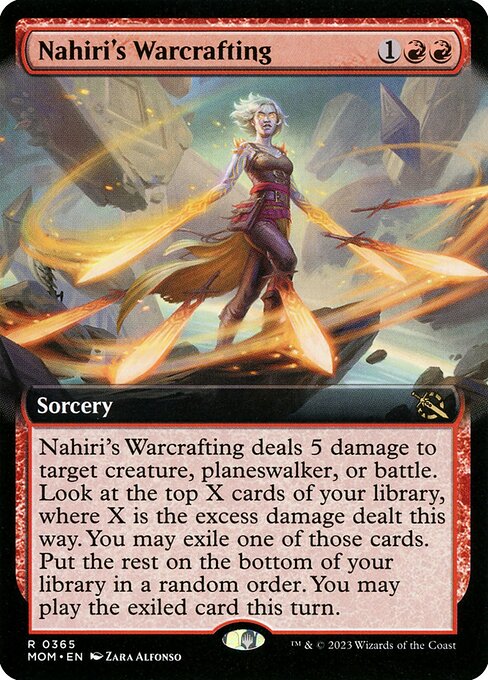 Nahiri's Warcrafting 1
Sorcery
Nahiri's Warcrafting deals 5 damage to
target creature, planeswalker, or battle.
Look at the top X cards of your library,
where X is the excess damage dealt this
way. You may exile one of those cards.
Put the rest on the bottom of your
library in a random order. You may
play the exiled card this turn.
R 0365
MOM • EN Zara Alfonso
™ & © 2023 Wizards of the Coast